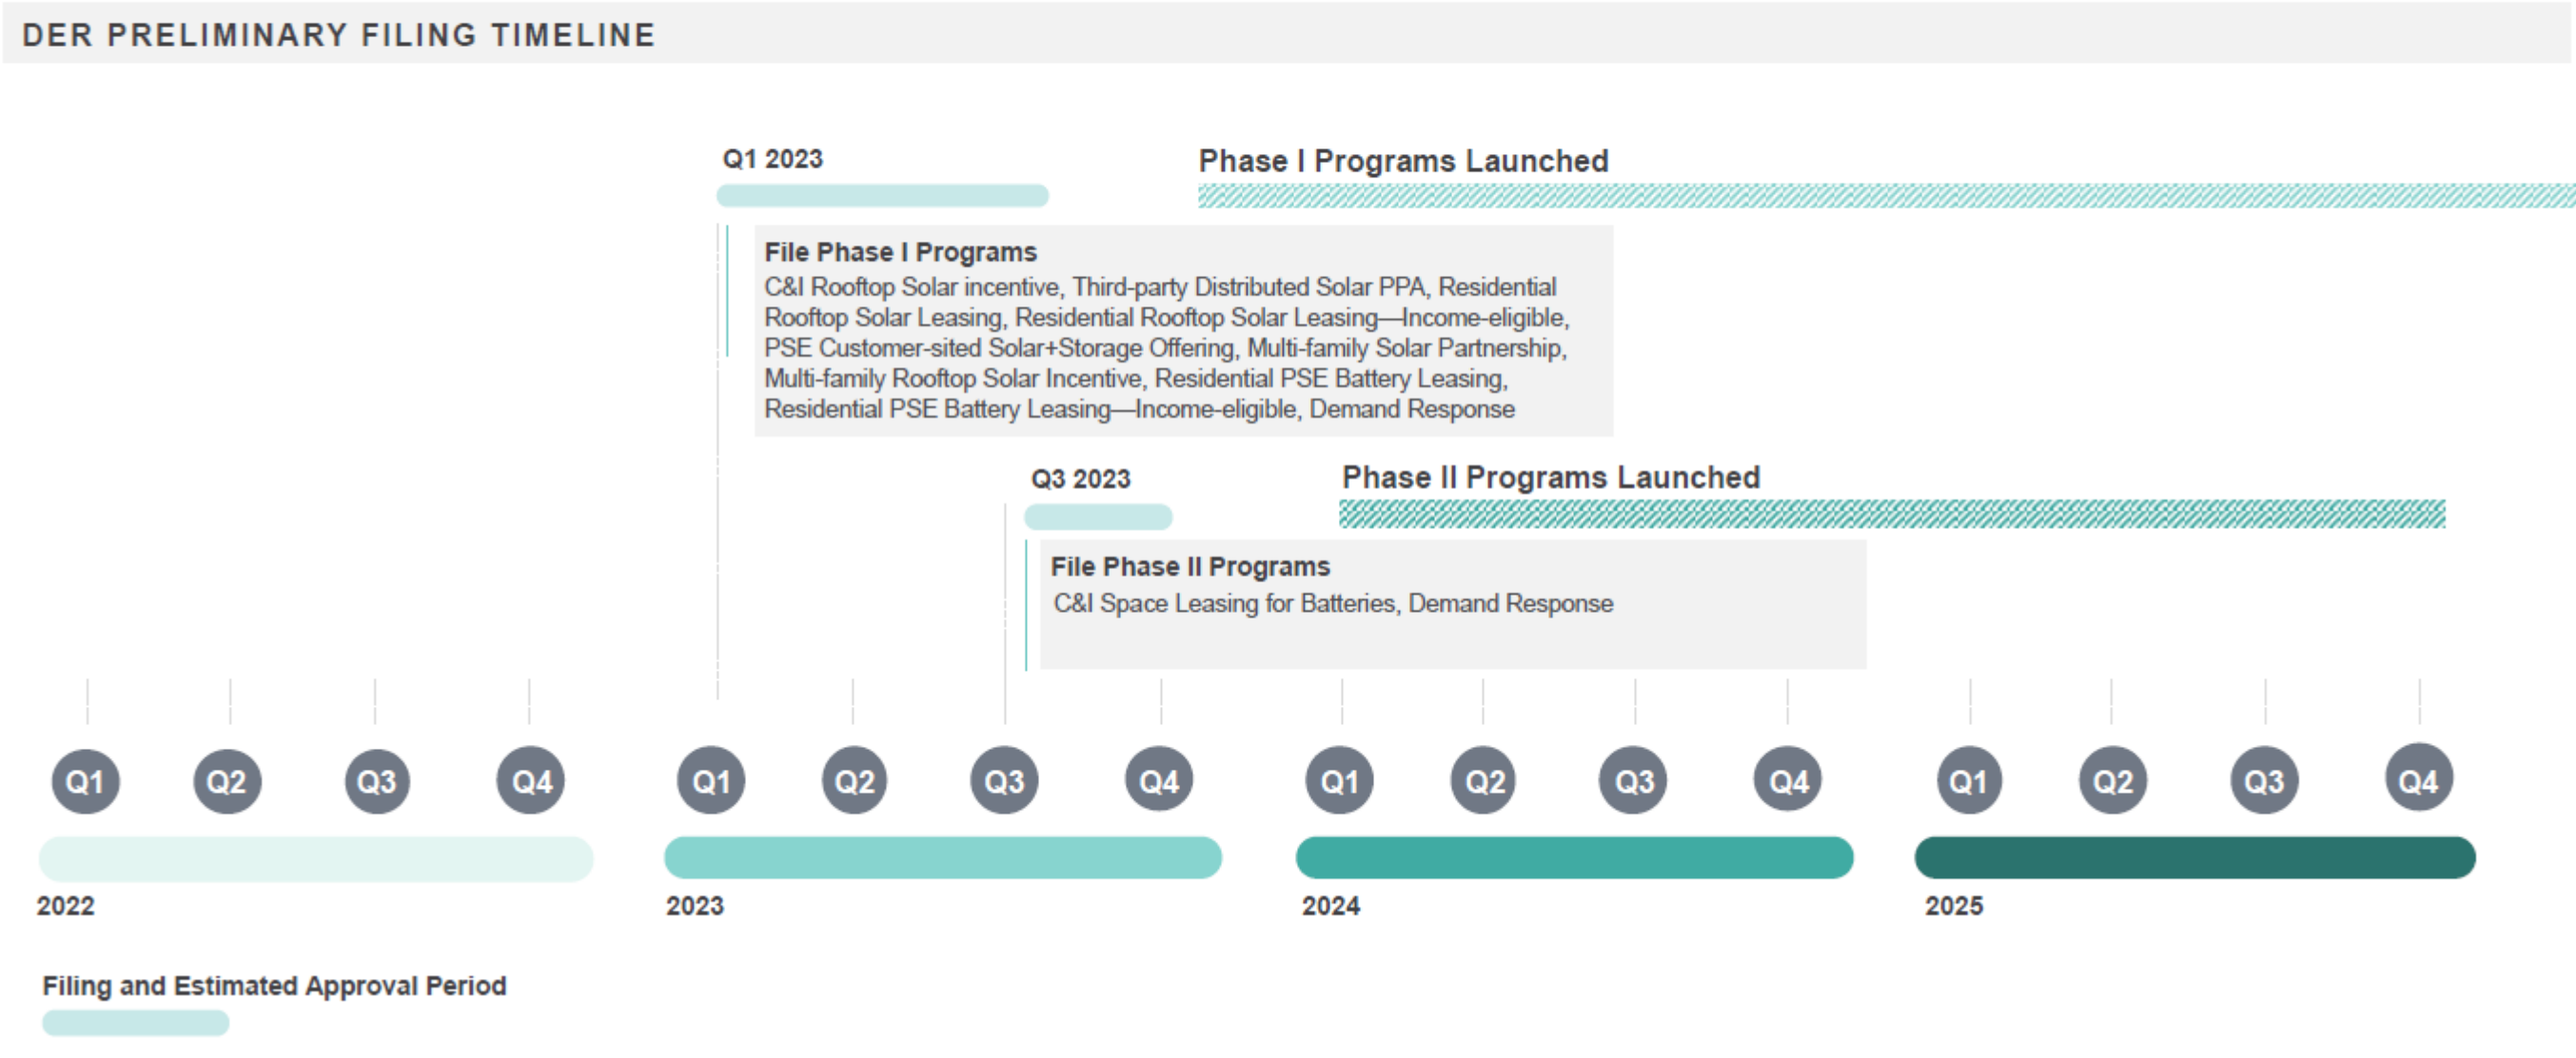 DER PRELIMINARY FILING TIMELINE
Q1 2023
Phase I Programs Launched
File Phase I Programs
C&I Rooftop Solar incentive, Third-party Distributed Solar PPA, Residential
Rooftop Solar Leasing, Residential Rooftop Solar Leasing—Income-eligible,
PSE Customer-sited Solar+Storage Offering, Multi-family Solar Partnership,
Multi-family Rooftop Solar Incentive, Residential PSE Battery Leasing,
Residential PSE Battery Leasing—Income-eligible, Demand Response
Q3 2023
Phase II Programs Launched
File Phase II Programs
C&I Space Leasing for Batteries, Demand Response
Q1 Q2 Q3 Q4 Q1 Q2 Q3 Q4 Q1 Q2 Q3 Q4 Q1 Q2 Q3 Q4
2022 2023 2024 2025
Filing and Estimated Approval Period